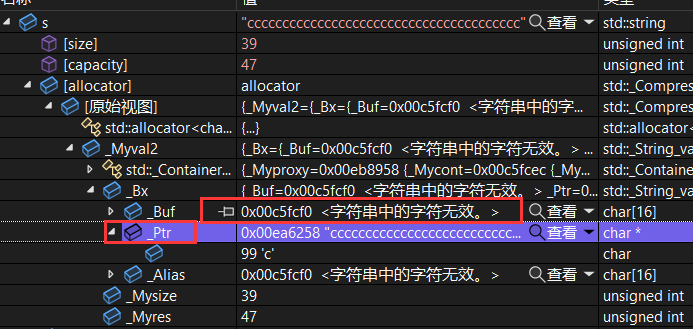 名称 值 类型
s "ccccccccccccccccccccccccccccccccccccccc" 查看 std::string
[size] 39 unsigned int
[capacity] 47 unsigned int
[allocator] allocator std::_Compres
[原始视图] {_Myval2={_Bx={_Buf=0x00c5fcf0 <字符串中的字... std::_Compres
std::allocator<cha... {...} std::allocator
_Myval2 {_Bx={_Buf=0x00c5fcf0 <字符串中的字符无效。>... std::_String_va
std::_Container... {_Myproxy=0x00eb8958 {_Mycont=0x00c5fcec {_My... std::_Containe
_Bx {_Buf=0x00c5fcf0 <字符串中的字符无效。> _Ptr=0... std::_String_va
_Buf 0x00c5fcf0 <字符串中的字符无效。> 查看 char[16]
_Ptr 0x00ea6258 "cccccccccccccccccccccccccc... 查看 char *
99 'c' char
_Alias 0x00c5fcf0 <字符串中的字符无效。> 查看 char[16]
_Mysize 39 unsigned int
_Myres 47 unsigned int